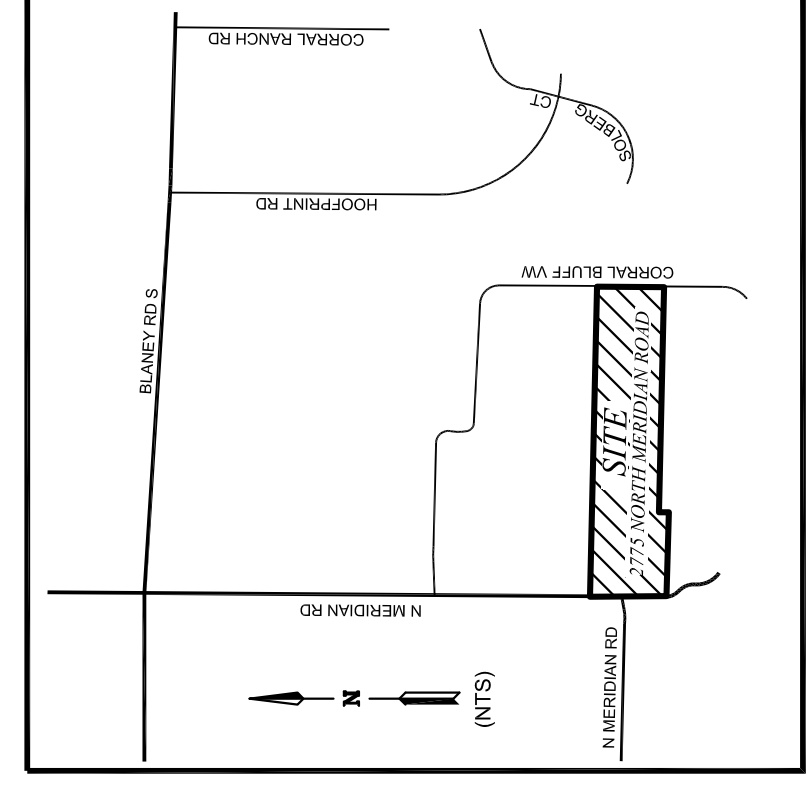 CORRAL RANCH RD
SOLBERG
CT
HOOFPRINT RD
CORRAL BLUFF VW
BLANEY RD S
SITE
2775 NORTH MERIDIAN ROAD
N MERIDIAN RD
N MERIDIAN RD
N
(NTS)